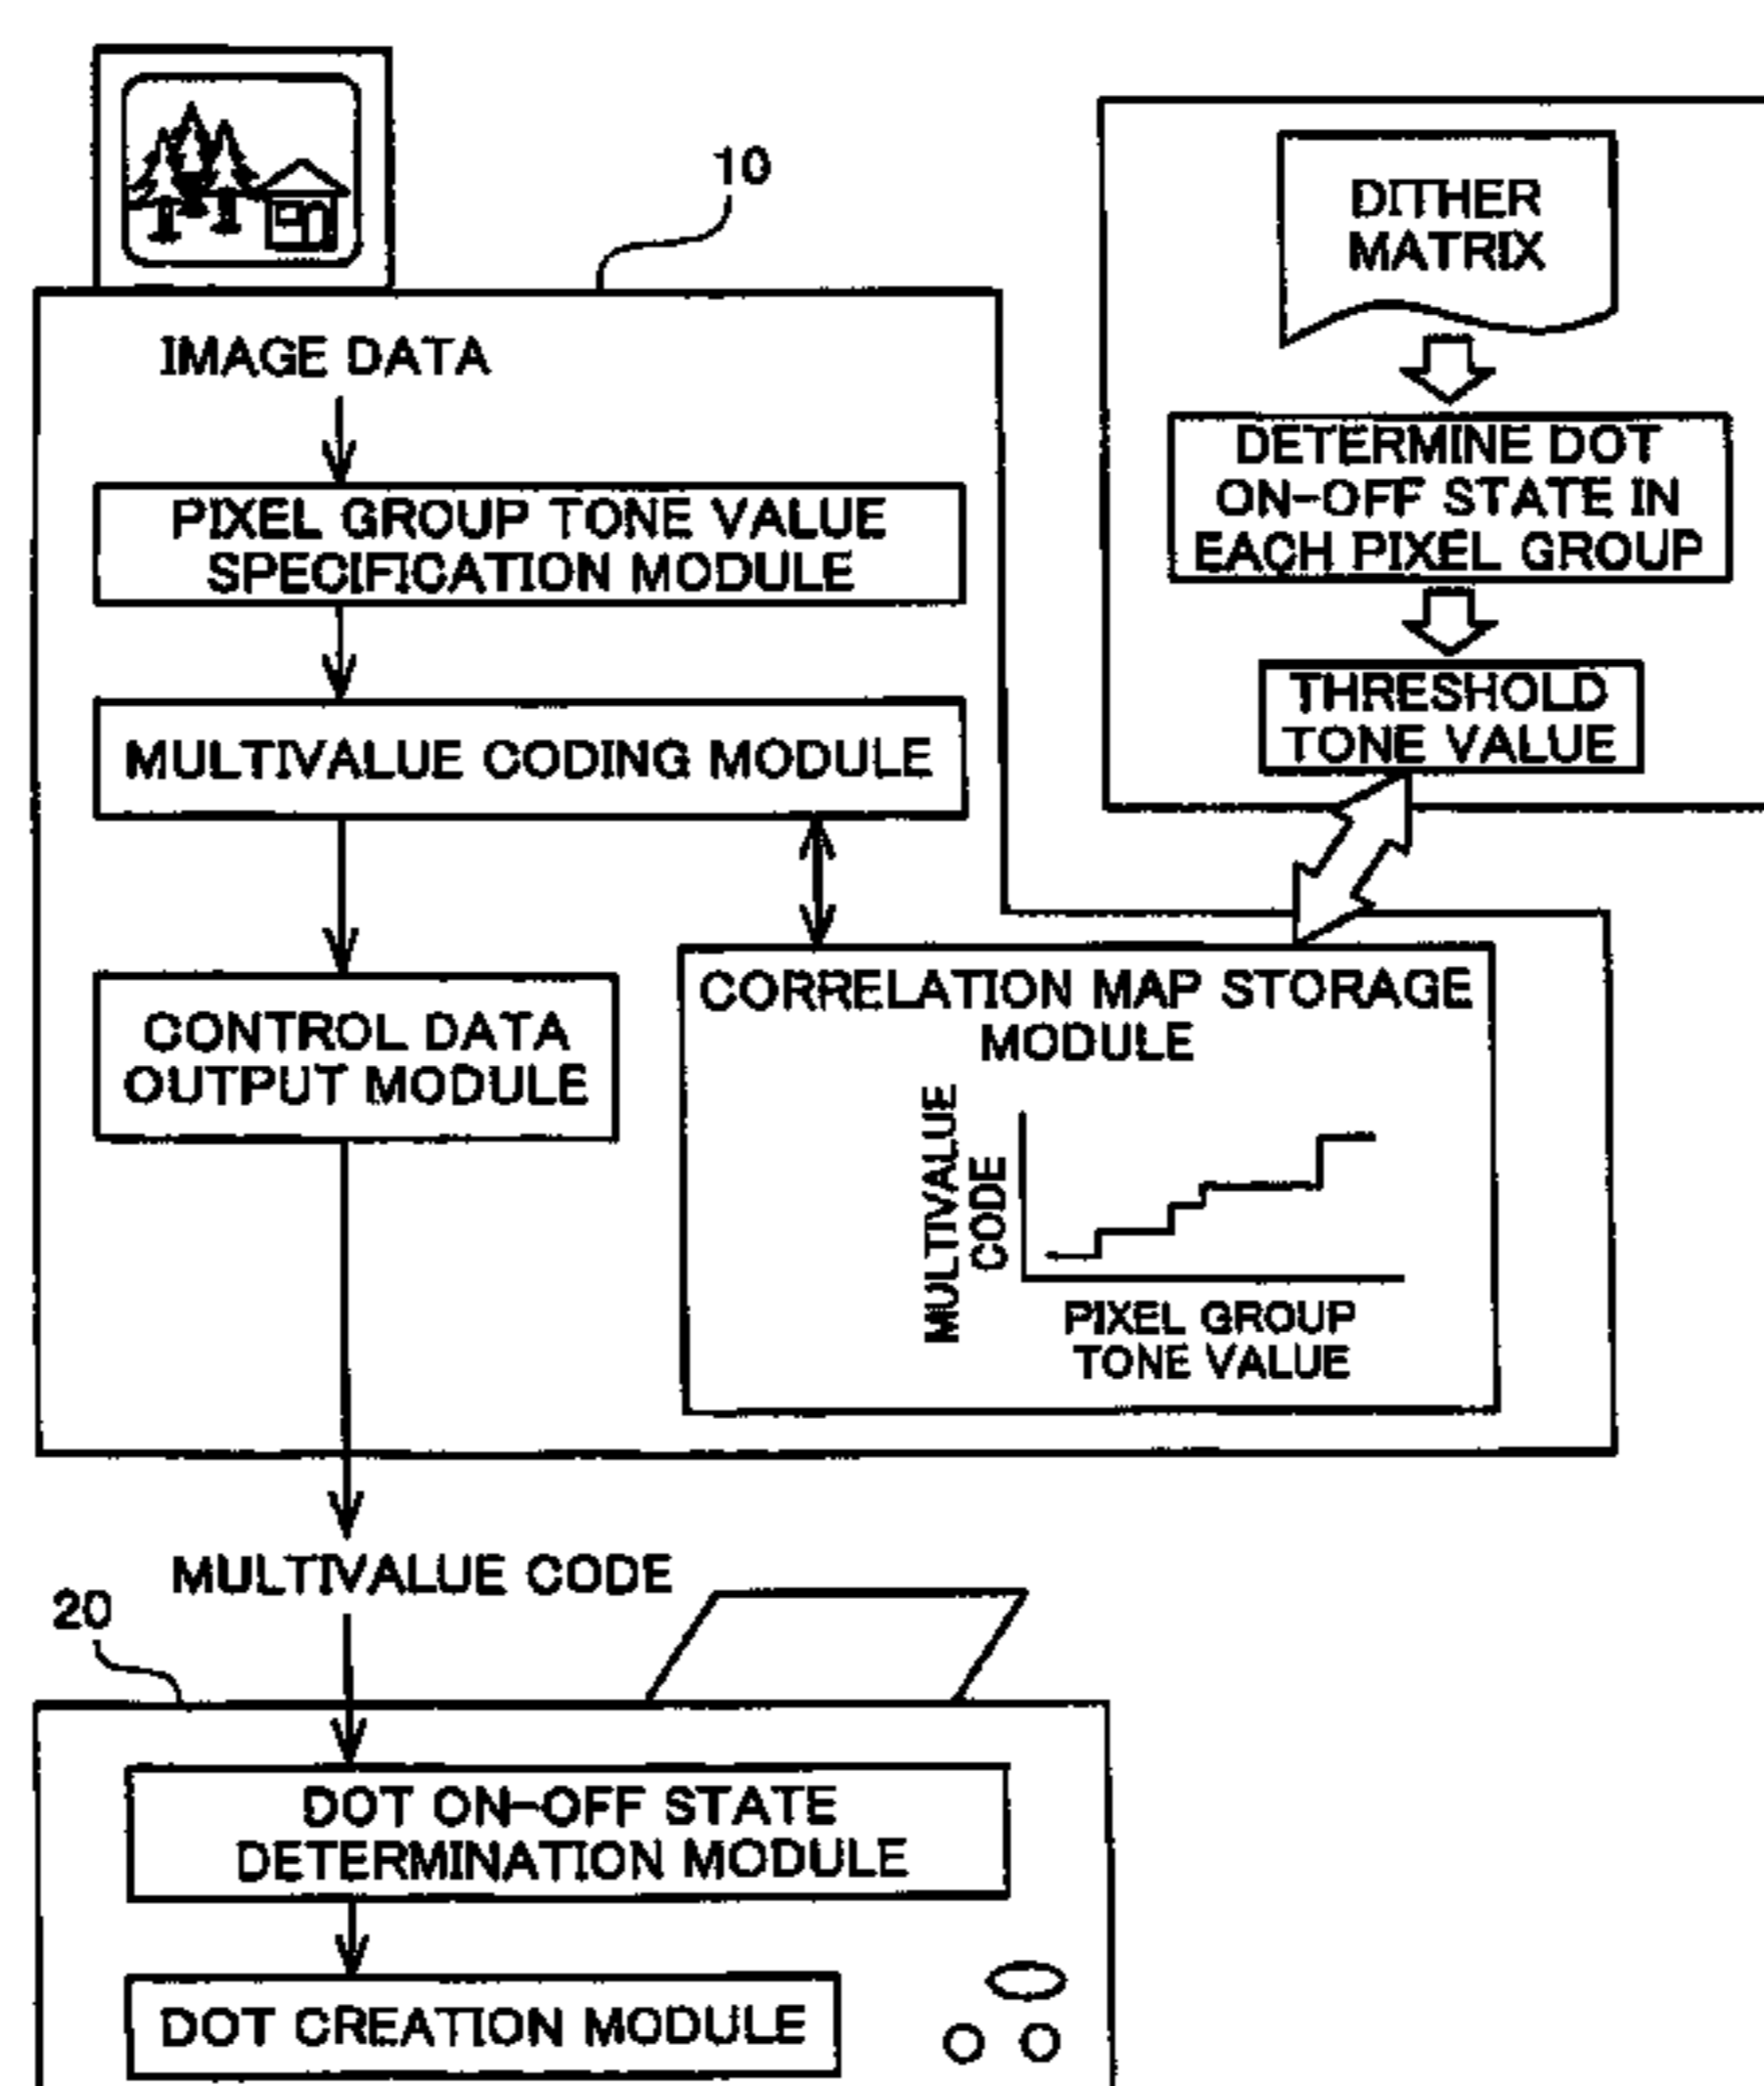 10
IMAGE DATA
PIXEL GROUP TONE VALUE
SPECIFICATION MODULE
MULTIVALUE CODING MODULE
CONTROL DATA
OUTPUT MODULE
DITHER
MATRIX
DETERMINE DOT
ON-OFF STATE IN
EACH PIXEL GROUP
THRESHOLD
TONE VALUE
CORRELATION MAP STORAGE
MODULE
MULTIVALUE
CODE
PIXEL GROUP
TONE VALUE
MULTIVALUE CODE
20
DOT ON-OFF STATE
DETERMINATION MODULE
DOT CREATION MODULE